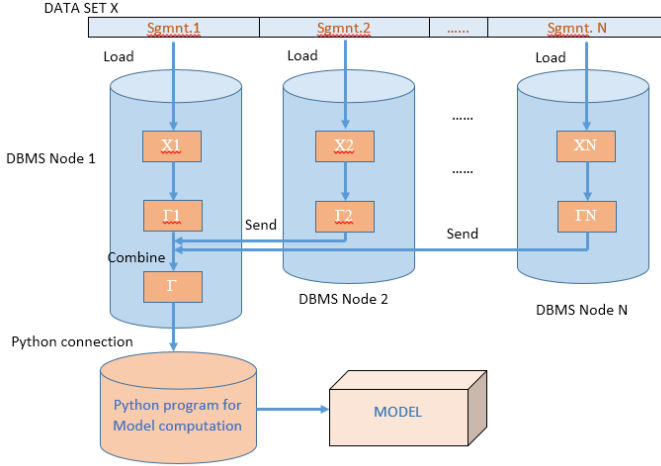 DATA SET X
Sgmnt.1 Sgmnt.2 ...... Sgmnt. N
Load Load Load
DBMS Node 1
X1 X2 ...... XN
......
Γ1 Γ2 ΓN
Send Send
Combine
Γ
DBMS Node 2 DBMS Node N
Python connection
Python program for
Model computation
MODEL